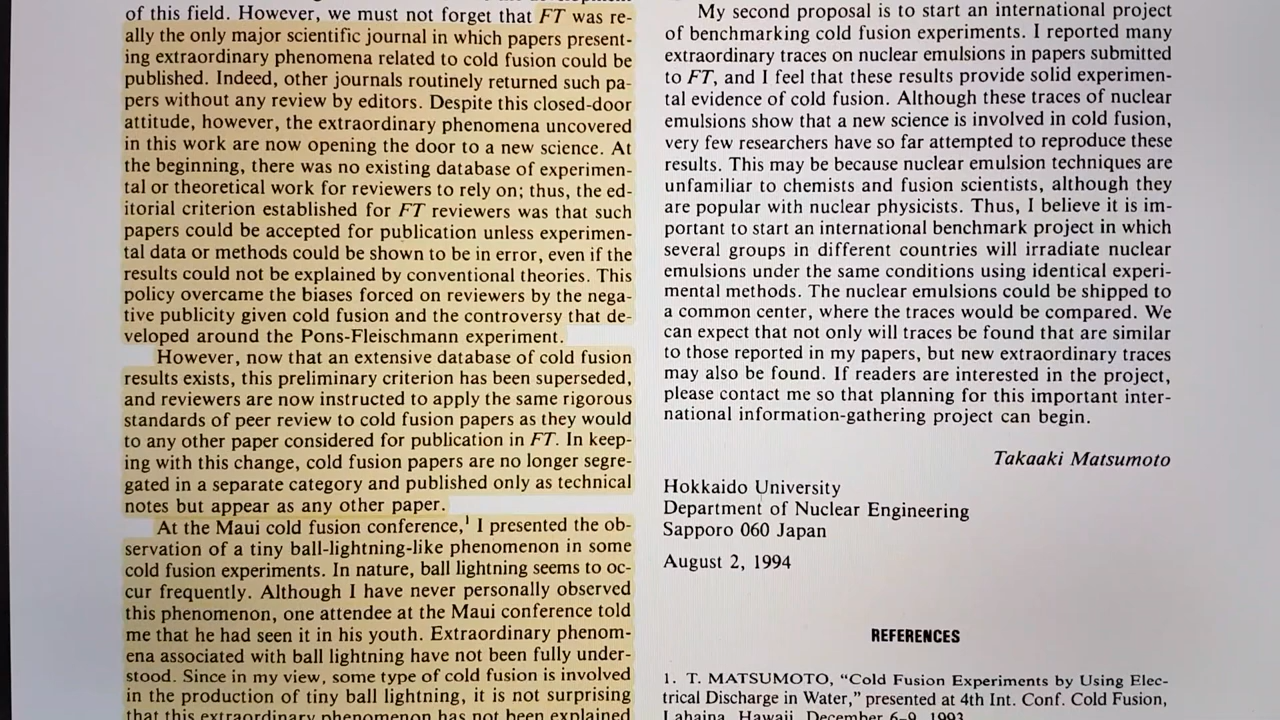 of this field. However, we must not forget that FT was re-
ally the only major scientific journal in which papers present-
ing extraordinary phenomena related to cold fusion could be
published. Indeed, other journals routinely returned such pa-
pers without any review by editors. Despite this closed-door
attitude, however, the extraordinary phenomena uncovered
in this work are now opening the door to a new science. At
the beginning, there was no existing database of experimen-
tal or theoretical work for reviewers to rely on; thus, the ed-
itorial criterion established for FT reviewers was that such
papers could be accepted for publication unless experimen-
tal data or methods could be shown to be in error, even if the
results could not be explained by conventional theories. This
policy overcame the biases forced on reviewers by the nega-
tive publicity given cold fusion and the controversy that de-
veloped around the Pons-Fleischmann experiment.
However, now that an extensive database of cold fusion
results exists, this preliminary criterion has been superseded,
and reviewers are now instructed to apply the same rigorous
standards of peer review to cold fusion papers as they would
to any other paper considered for publication in FT. In keep-
ing with this change, cold fusion papers are no longer segre-
gated in a separate category and published only as technical
notes but appear as any other paper.
At the Maui cold fusion conference,¹ I presented the ob-
servation of a tiny ball-lightning-like phenomenon in some
cold fusion experiments. In nature, ball lightning seems to oc-
cur frequently. Although I have never personally observed
this phenomenon, one attendee at the Maui conference told
me that he had seen it in his youth. Extraordinary phenom-
ena associated with ball lightning have not been fully under-
stood. Since in my view, some type of cold fusion is involved
in the production of tiny ball lightning, it is not surprising
that this extraordinary phenomenon has not been explained
My second proposal is to start an international project
of benchmarking cold fusion experiments. I reported many
extraordinary traces on nuclear emulsions in papers submitted
to FT, and I feel that these results provide solid experimen-
tal evidence of cold fusion. Although these traces of nuclear
emulsions show that a new science is involved in cold fusion,
very few researchers have so far attempted to reproduce these
results. This may be because nuclear emulsion techniques are
unfamiliar to chemists and fusion scientists, although they
are popular with nuclear physicists. Thus, I believe it is im-
portant to start an international benchmark project in which
several groups in different countries will irradiate nuclear
emulsions under the same conditions using identical experi-
mental methods. The nuclear emulsions could be shipped to
a common center, where the traces would be compared. We
can expect that not only will traces be found that are similar
to those reported in my papers, but new extraordinary traces
may also be found. If readers are interested in the project,
please contact me so that planning for this important inter-
national information-gathering project can begin.
Takaaki Matsumoto
Hokkaido University
Department of Nuclear Engineering
Sapporo 060 Japan
August 2, 1994
REFERENCES
1. T. MATSUMOTO, “Cold Fusion Experiments by Using Elec-
trical Discharge in Water,” presented at 4th Int. Conf. Cold Fusion,
Lahaina, Hawaii, December 6–9, 1993.